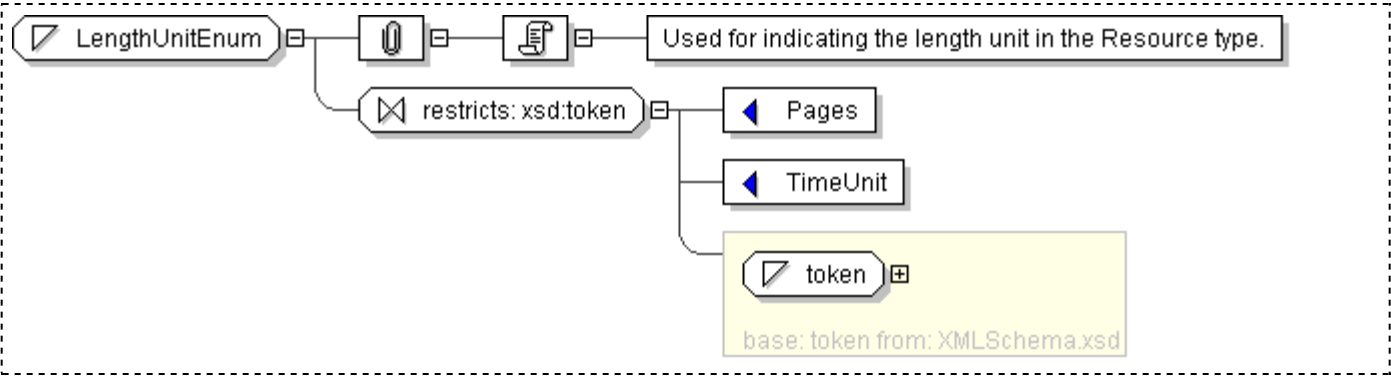 LengthUnitEnum
Used for indicating the length unit in the Resource type.
restricts: xsd:token
Pages
TimeUnit
token
base: token from: XMLSchema.xsd